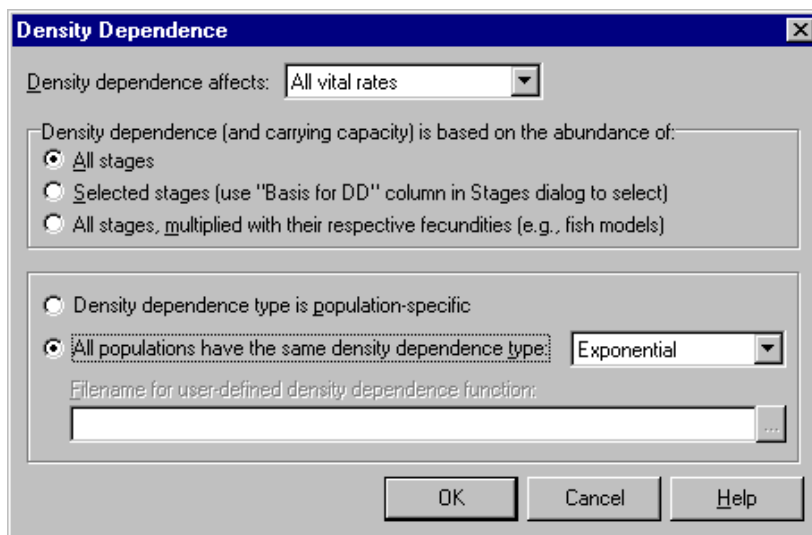 Density Dependence
Density dependence affects: All vital rates
Density dependence (and carrying capacity) is based on the abundance of:
All stages
Selected stages (use "Basis for DD" column in Stages dialog to select)
All stages, multiplied with their respective fecundities (e.g., fish models)
Density dependence type is population-specific
All populations have the same density dependence type: Exponential
Filename for user-defined density dependence function:
...
OK Cancel Help